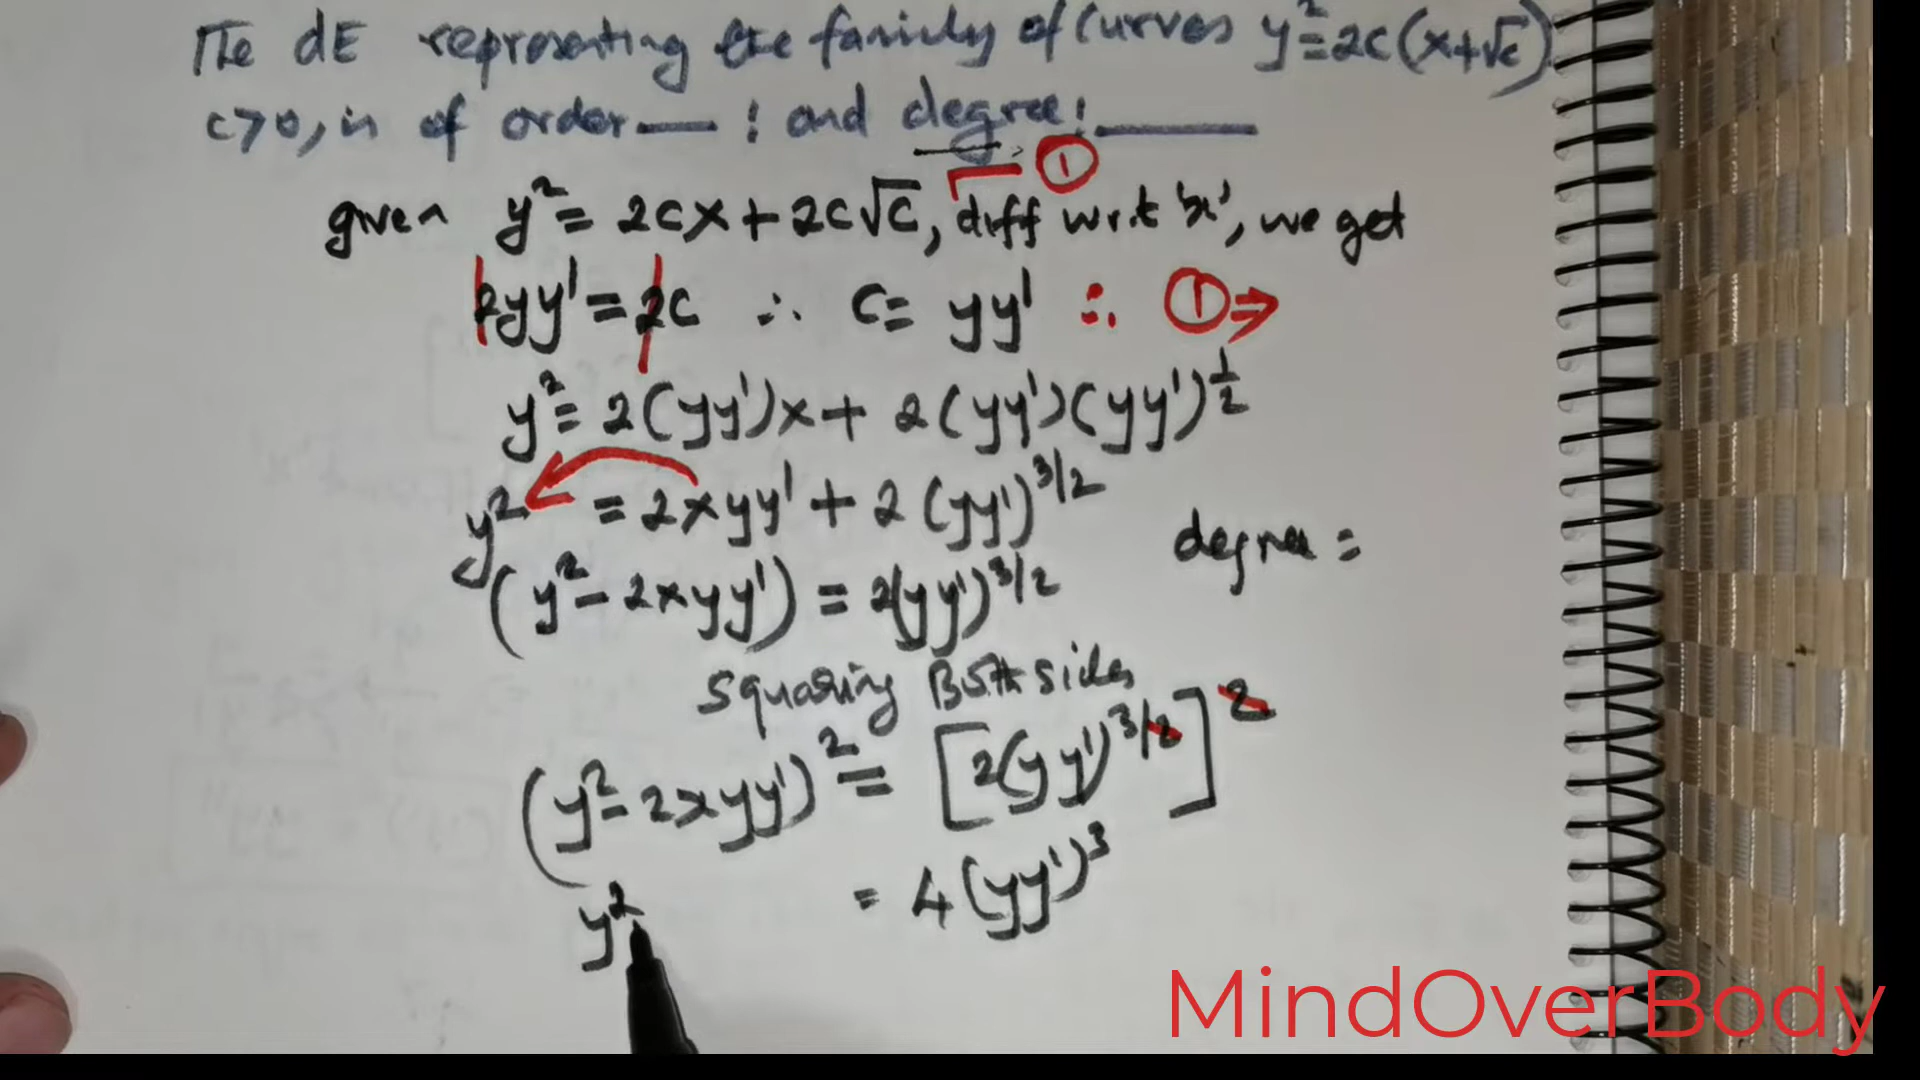 The dE representing the family of Curves y²=2c(x+√c)
c>0, is of order — ; and degree: ———
①
given y² = 2cx + 2c√c, diff w.r.t 'x', we get
2yy' = 2c ∴ c = yy' ∴ ①⇒
y² = 2(yy')x + 2(yy')(yy')^1/2
y² = 2xyy' + 2(yy')^3/2
degree =
(y² - 2xyy') = 2(yy')^3/2
Squaring Both sides
(y² - 2xyy')² = [2(yy')^3/2]²
y² = 4(yy')³
MindOverBody